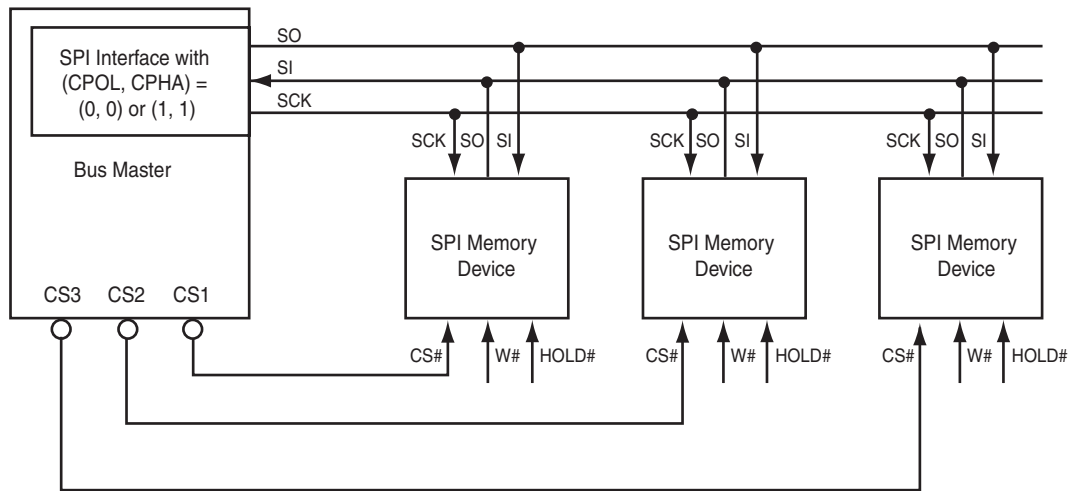 SPI Interface with
(CPOL, CPHA) =
(0, 0) or (1, 1)
Bus Master
SO
SI
SCK
SCK SO SI
SCK SO SI
SCK SO SI
SPI Memory
Device
SPI Memory
Device
SPI Memory
Device
CS3 CS2 CS1
CS# W# HOLD#
CS# W# HOLD#
CS# W# HOLD#